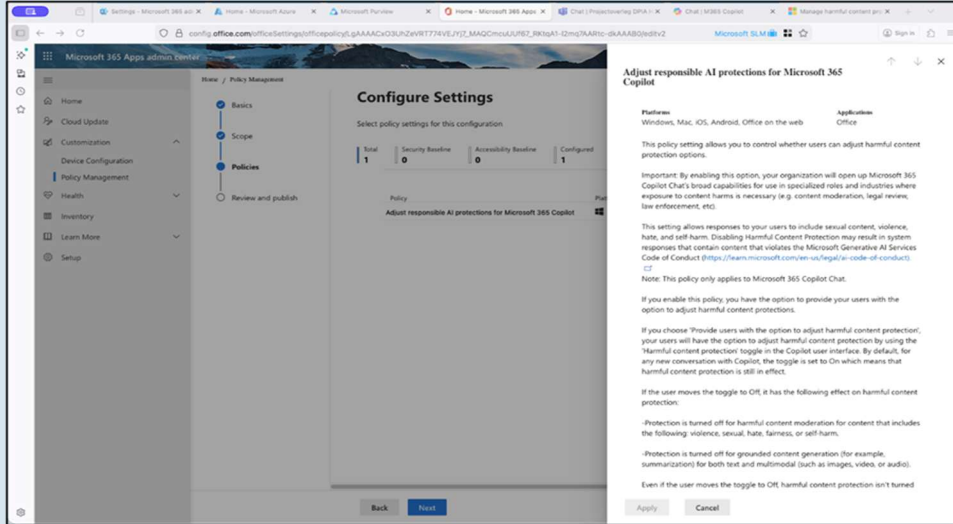 Settings - Microsoft 365 ad
Home - Microsoft Azure
Microsoft Purview
Home - Microsoft 365 Apps
Chat | Projectoverleg DPIA
Chat | M365 Copilot
Manage harmful content pr
config.office.com/officeSettings/officepolicy/
Microsoft SLM
Sign in
Microsoft 365 Apps admin center
Home / Policy Management
Home
Cloud Update
Customization
Device Configuration
Policy Management
Health
Inventory
Learn More
Setup
Basics
Scope
Policies
Review and publish
Configure Settings
Select policy settings for this configuration
Total
1
Security Baseline
0
Accessibility Baseline
0
Configured
1
Policy
Adjust responsible AI protections for Microsoft 365 Copilot
Back
Next
Adjust responsible AI protections for Microsoft 365
Copilot
Platforms
Applications
Windows, Mac, iOS, Android, Office on the web
Office
This policy setting allows you to control whether users can adjust harmful content
protection options.
Important: By enabling this option, your organization will open up Microsoft 365
Copilot Chat's broad capabilities for use in specialized roles and industries where
exposure to content harms is necessary (e.g. content moderation, legal review,
law enforcement, etc).
This setting allows responses to your users to include sexual content, violence,
hate, and self-harm. Disabling Harmful Content Protection may result in system
responses that contain content that violates the Microsoft Generative AI Services
Code of Conduct (https://learn.microsoft.com/en-us/legal/ai-code-of-conduct)
Note: This policy only applies to Microsoft 365 Copilot Chat.
If you enable this policy, you have the option to provide your users with the
option to adjust harmful content protections.
If you choose 'Provide users with the option to adjust harmful content protection',
your users will have the option to adjust harmful content protection by using the
'Harmful content protection' toggle in the Copilot user interface. By default, for
any new conversation with Copilot, the toggle is set to On which means that
harmful content protection is still in effect.
If the user moves the toggle to Off, it has the following effect on harmful content
protection:
-Protection is turned off for harmful content moderation for content that includes
the following: violence, sexual, hate, fairness, or self-harm.
-Protection is turned off for grounded content generation (for example,
summarization) for both text and multimodal (such as images, video, or audio).
Even if the user moves the toggle to Off, harmful content protection isn't turned
Apply
Cancel